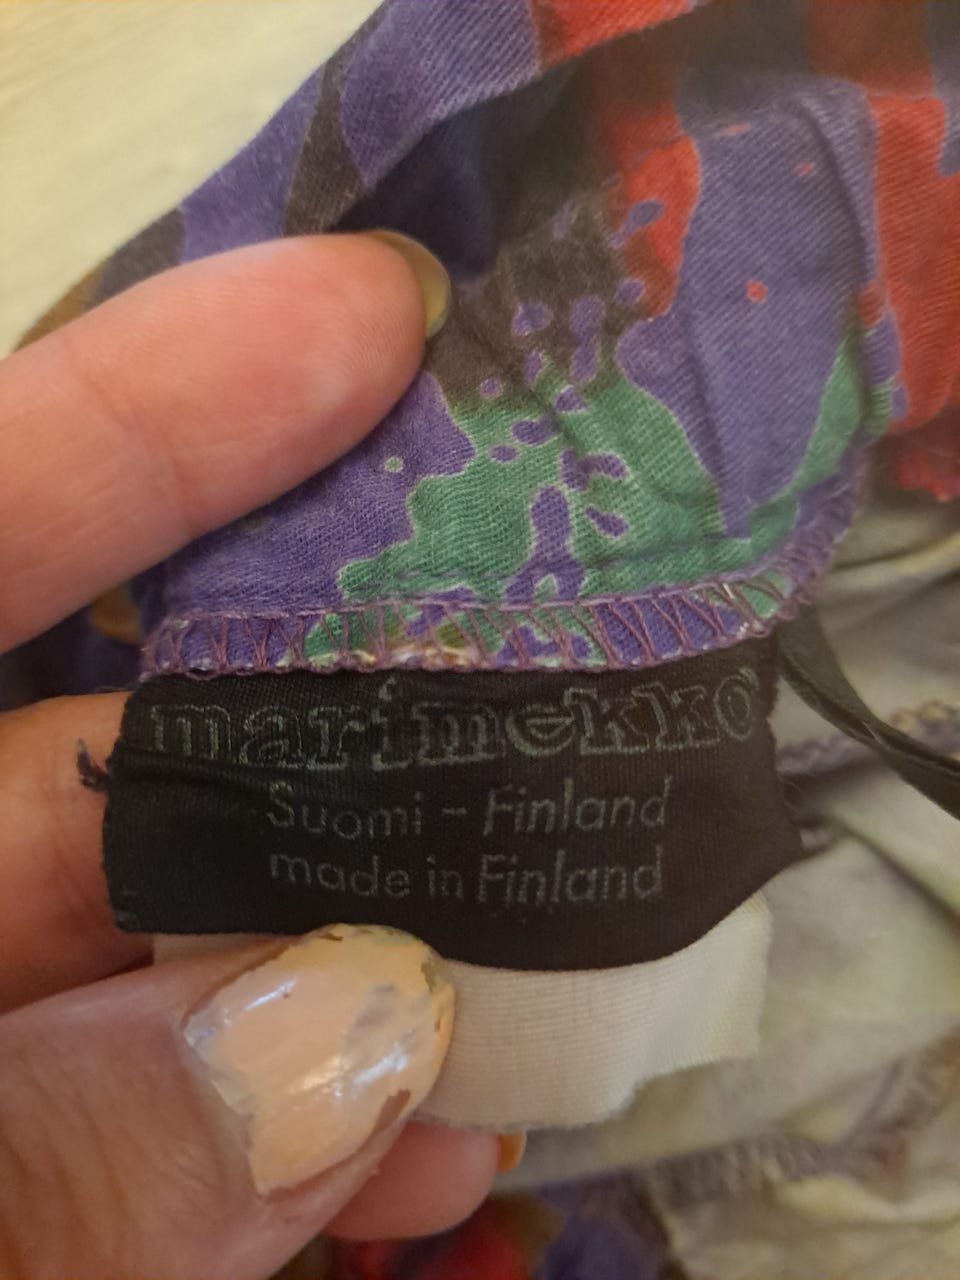 marimekko
Suomi - Finland
made in Finland